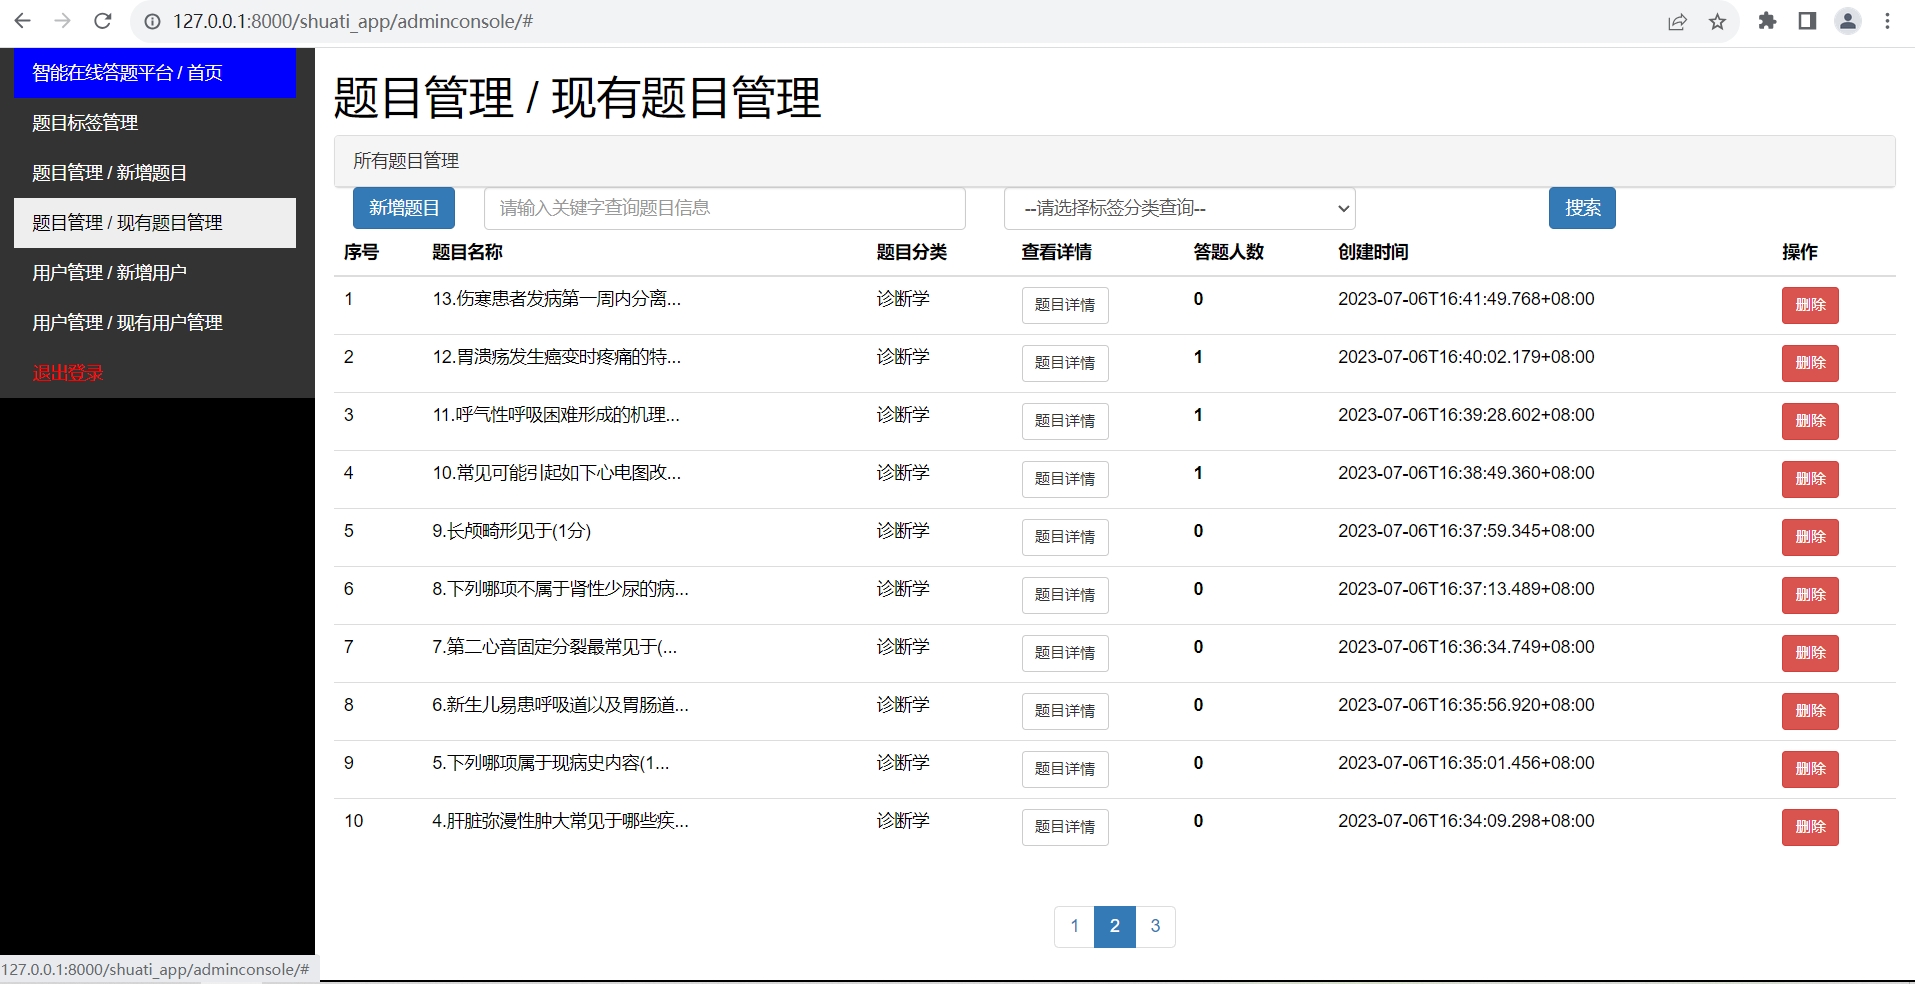 127.0.0.1:8000/shuati_app/adminconsole/#
智能在线答题平台 / 首页
题目标签管理
题目管理 / 新增题目
题目管理 / 现有题目管理
用户管理 / 新增用户
用户管理 / 现有用户管理
退出登录
题目管理 / 现有题目管理
所有题目管理
新增题目 请输入关键字查询题目信息 --请选择标签分类查询-- 搜索
序号 题目名称 题目分类 查看详情 答题人数 创建时间 操作
1 13.伤寒患者发病第一周内分离... 诊断学 题目详情 0 2023-07-06T16:41:49.768+08:00 删除
2 12.胃溃疡发生癌变时疼痛的特... 诊断学 题目详情 1 2023-07-06T16:40:02.179+08:00 删除
3 11.呼气性呼吸困难形成的机理... 诊断学 题目详情 1 2023-07-06T16:39:28.602+08:00 删除
4 10.常见可能引起如下心电图改... 诊断学 题目详情 1 2023-07-06T16:38:49.360+08:00 删除
5 9.长颅畸形见于(1分) 诊断学 题目详情 0 2023-07-06T16:37:59.345+08:00 删除
6 8.下列哪项不属于肾性少尿的病... 诊断学 题目详情 0 2023-07-06T16:37:13.489+08:00 删除
7 7.第二心音固定分裂最常见于(... 诊断学 题目详情 0 2023-07-06T16:36:34.749+08:00 删除
8 6.新生儿易患呼吸道以及胃肠道... 诊断学 题目详情 0 2023-07-06T16:35:56.920+08:00 删除
9 5.下列哪项属于现病史内容(1... 诊断学 题目详情 0 2023-07-06T16:35:01.456+08:00 删除
10 4.肝脏弥漫性肿大常见于哪些疾... 诊断学 题目详情 0 2023-07-06T16:34:09.298+08:00 删除
1 2 3
127.0.0.1:8000/shuati_app/adminconsole/#